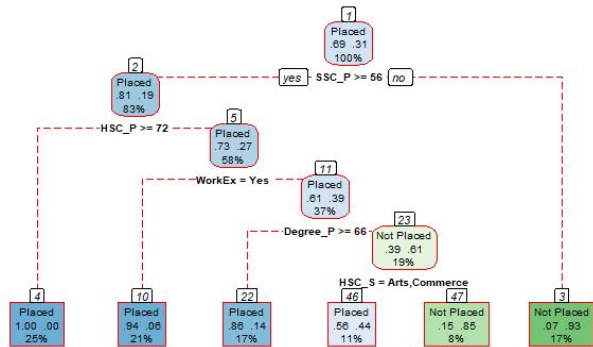 1
Placed
.69 .31
100%
yes SSC_P >= 56 no
2
Placed
.81 .19
83%
HSC_P >= 72
5
Placed
.73 .27
58%
WorkEx = Yes
11
Placed
.61 .39
37%
Degree_P >= 66
23
Not Placed
.39 .61
19%
HSC_S = Arts,Commerce
4
Placed
1.00 .00
25%
10
Placed
.94 .06
21%
22
Placed
.86 .14
17%
46
Placed
.56 .44
11%
47
Not Placed
.15 .85
8%
3
Not Placed
.07 .93
17%